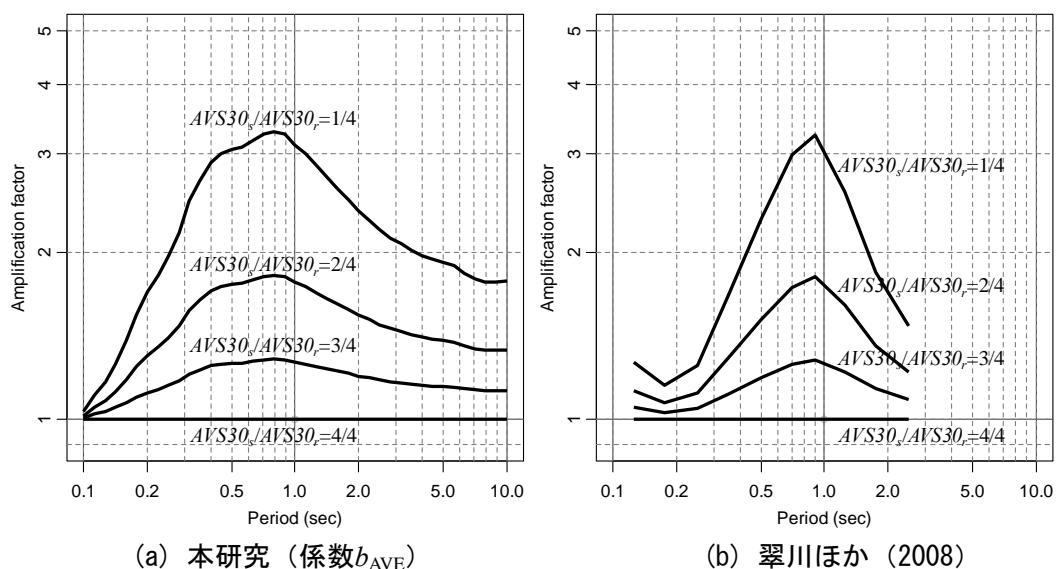 5
4
3
2
1
Amplification factor
AVS30s/AVS30r=1/4
AVS30s/AVS30r=2/4
AVS30s/AVS30r=3/4
AVS30s/AVS30r=4/4
0.1 0.2 0.5 1.0 2.0 5.0 10.0
Period (sec)
(a) 本研究（係数bAVE）
5
4
3
2
1
Amplification factor
AVS30s/AVS30r=1/4
AVS30s/AVS30r=2/4
AVS30s/AVS30r=3/4
AVS30s/AVS30r=4/4
0.1 0.2 0.5 1.0 2.0 5.0 10.0
Period (sec)
(b) 翠川ほか（2008）